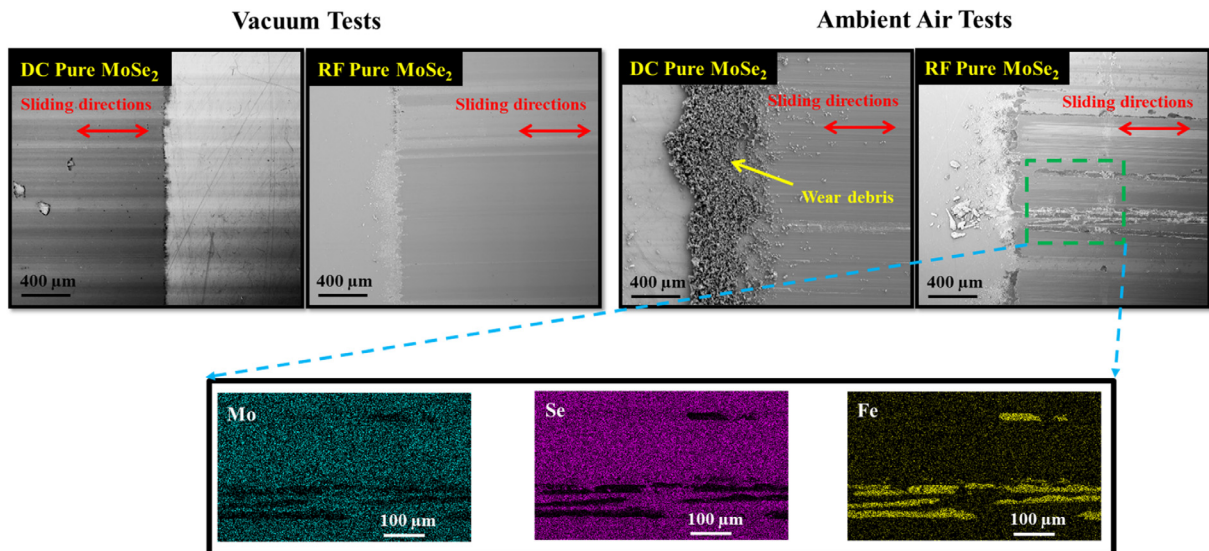 Vacuum Tests
Ambient Air Tests
DC Pure MoSe₂
Sliding directions
400 µm
RF Pure MoSe₂
Sliding directions
400 µm
DC Pure MoSe₂
Sliding directions
Wear debris
400 µm
RF Pure MoSe₂
Sliding directions
400 µm
Mo
100 µm
Se
100 µm
Fe
100 µm